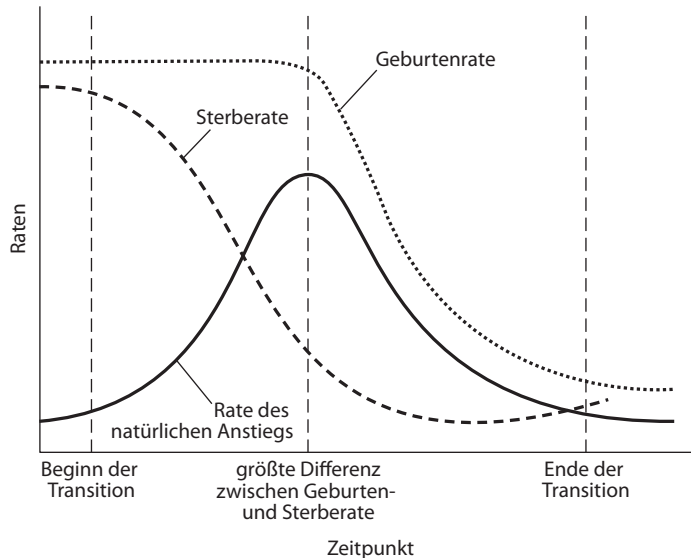 Geburtenrate
Sterberate
Raten
Rate des
natürlichen Anstiegs
Beginn der
Transition
größte Differenz
zwischen Geburten-
und Sterberate
Ende der
Transition
Zeitpunkt